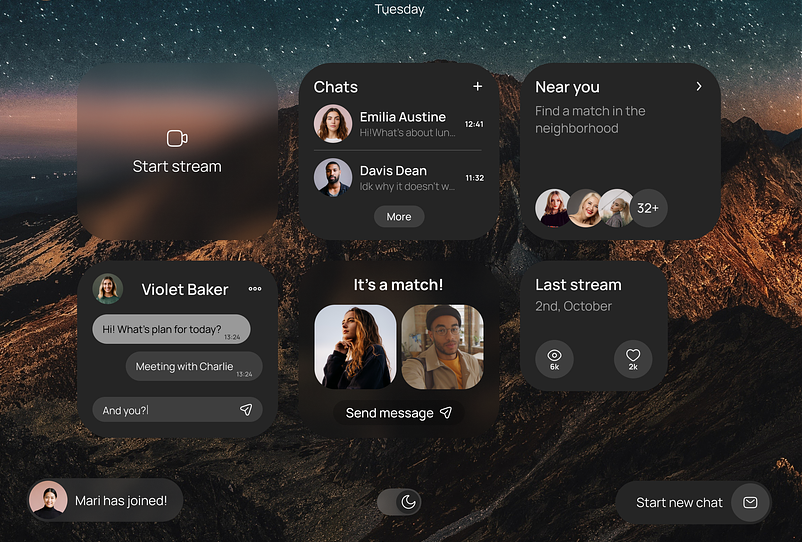 Tuesday
Start stream
Chats
Emilia Austine
Hi!What's about lun...
12:41
Davis Dean
Idk why it doesn't w...
11:32
More
Near you
Find a match in the
neighborhood
32+
Violet Baker
Hi! What's plan for today?
13:24
Meeting with Charlie
13:24
And you?
It's a match!
Send message
Last stream
2nd, October
6k
2k
Mari has joined!
Start new chat